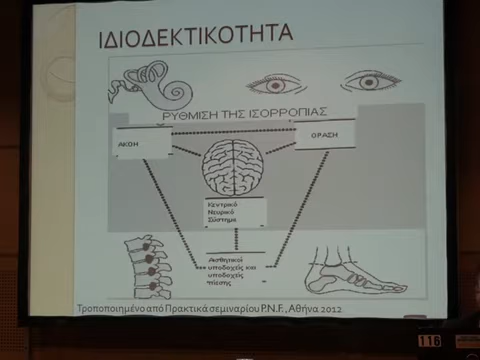 ΙΔΙΟΔΕΚΤΙΚΟΤΗΤΑ
ΡΥΘΜΙΣΗ ΤΗΣ ΙΣΟΡΡΟΠΙΑΣ
ΑΚΟΗ
ΟΡΑΣΗ
Κεντρικό
Νευρικό
Σύστημα
Αισθητικοί
υποδοχείς και
υποδοχείς
πίεσης
Τροποποιημένο από Πρακτικά σεμιναρίου P.N.F., Αθήνα 2012
116